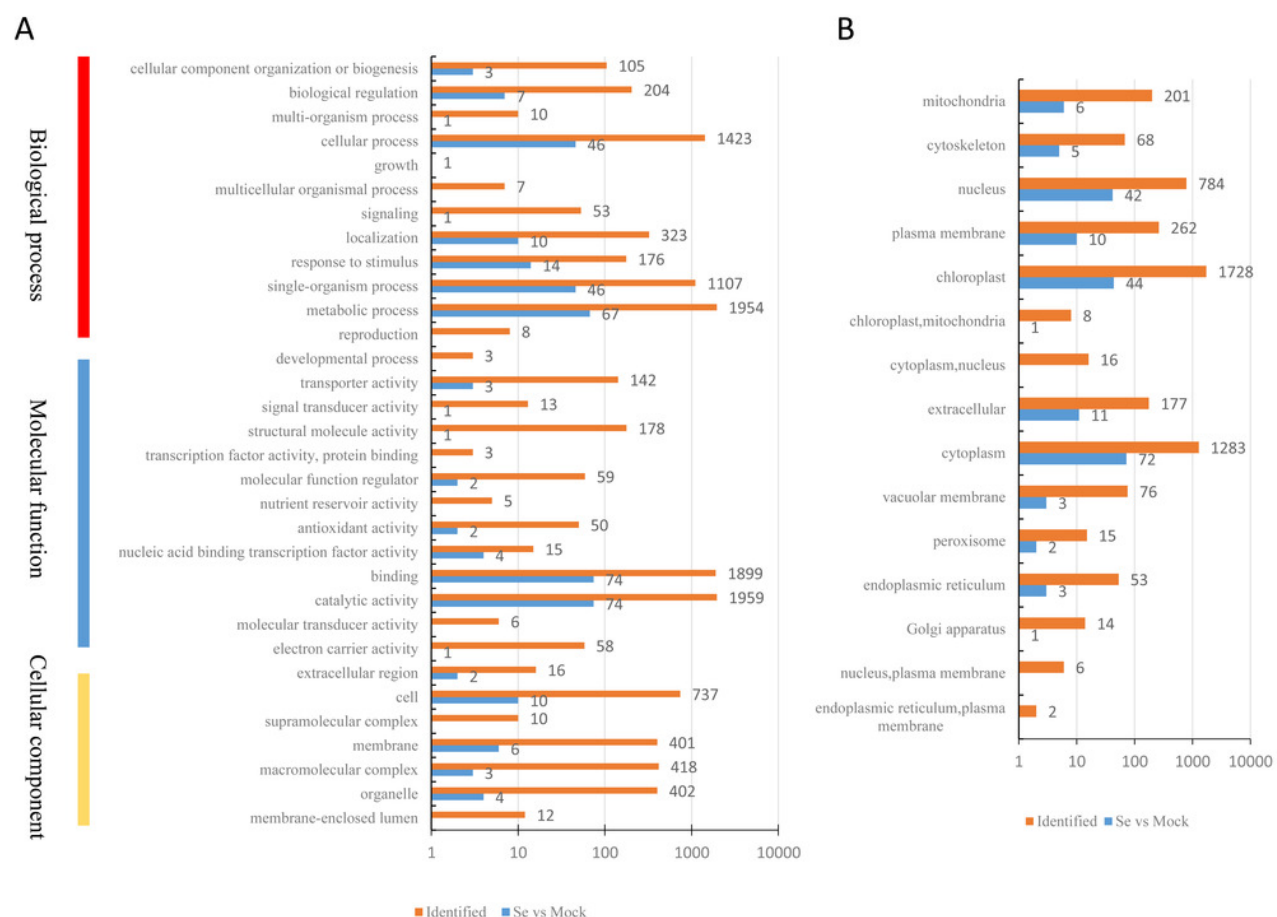 A
B
Biological process
Molecular function
Cellular component
cellular component organization or biogenesis 105 3
biological regulation 204 7
multi-organism process 10 1
cellular process 1423 46
growth 1
multicellular organismal process 7
signaling 53 1
localization 323 10
response to stimulus 176 14
single-organism process 1107 46
metabolic process 1954 67
reproduction 8
developmental process 3
transporter activity 142 3
signal transducer activity 13 1
structural molecule activity 178 1
transcription factor activity, protein binding 3
molecular function regulator 59 2
nutrient reservoir activity 5
antioxidant activity 50 2
nucleic acid binding transcription factor activity 15 4
binding 1899 74
catalytic activity 1959 74
molecular transducer activity 6
electron carrier activity 58 1
extracellular region 16 2
cell 737 10
supramolecular complex 10
membrane 401 6
macromolecular complex 418 3
organelle 402 4
membrane-enclosed lumen 12
1 10 100 1000 10000
Identified Se vs Mock
mitochondria 201 6
cytoskeleton 68 5
nucleus 784 42
plasma membrane 262 10
chloroplast 1728 44
chloroplast,mitochondria 8 1
cytoplasm,nucleus 16
extracellular 177 11
cytoplasm 1283 72
vacuolar membrane 76 3
peroxisome 15 2
endoplasmic reticulum 53 3
Golgi apparatus 14 1
nucleus,plasma membrane 6
endoplasmic reticulum,plasma
membrane 2
1 10 100 1000 10000
Identified Se vs Mock